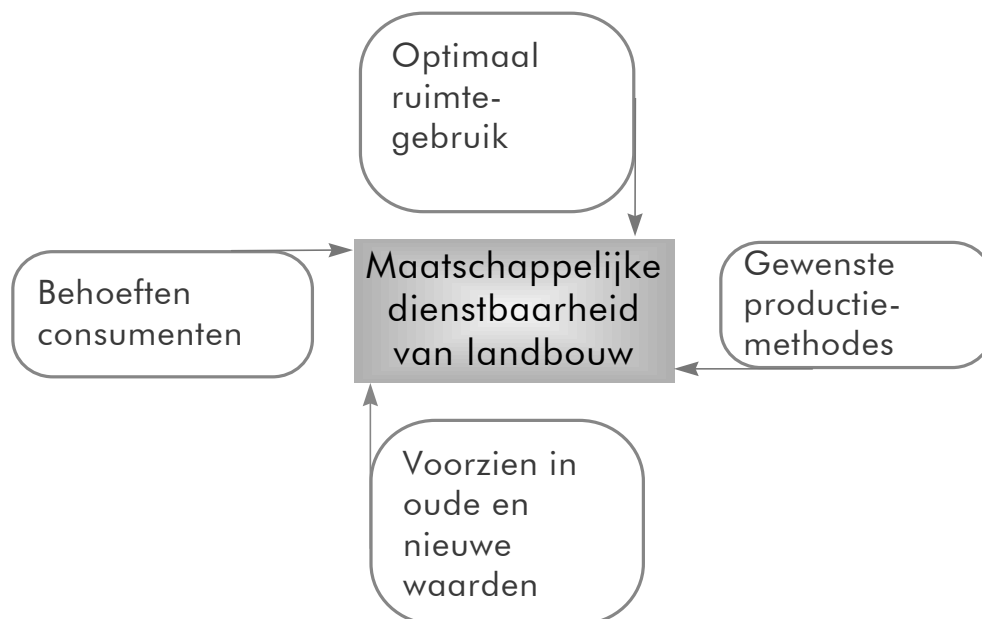 Optimaal
ruimte-
gebruik
Behoeften
consumenten
Maatschappelijke
dienstbaarheid
van landbouw
Gewenste
productie-
methodes
Voorzien in
oude en
nieuwe
waarden